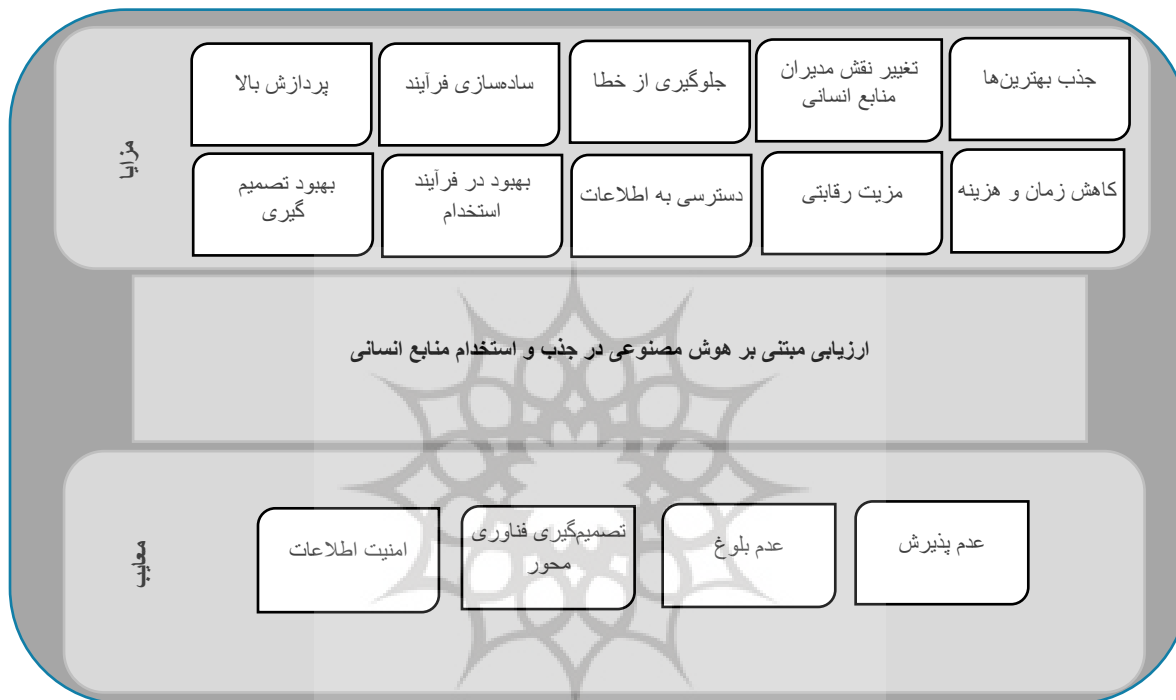 مزایا
جذب بهترین‌ها
تغییر نقش مدیران
منابع انسانی
جلوگیری از خطا
ساده‌سازی فرآیند
پردازش بالا
کاهش زمان و هزینه
مزیت رقابتی
دسترسی به اطلاعات
بهبود در فرآیند
استخدام
بهبود تصمیم
گیری
ارزیابی مبتنی بر هوش مصنوعی در جذب و استخدام منابع انسانی
معایب
عدم پذیرش
عدم بلوغ
تصمیم‌گیری فناوری
محور
امنیت اطلاعات